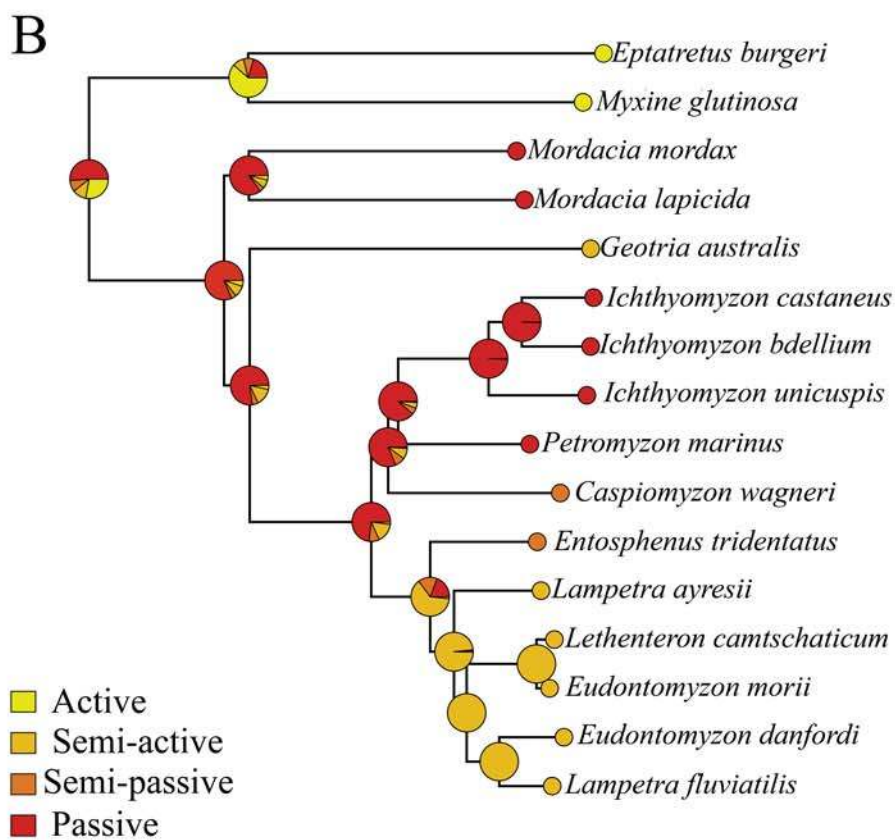 B
Eptatretus burgeri
Myxine glutinosa
Mordacia mordax
Mordacia lapicida
Geotria australis
Ichthyomyzon castaneus
Ichthyomyzon bdellium
Ichthyomyzon unicuspis
Petromyzon marinus
Caspiomyzon wagneri
Entosphenus tridentatus
Lampetra ayresii
Lethenteron camtschaticum
Eudontomyzon morii
Eudontomyzon danfordi
Lampetra fluviatilis
Active
Semi-active
Semi-passive
Passive